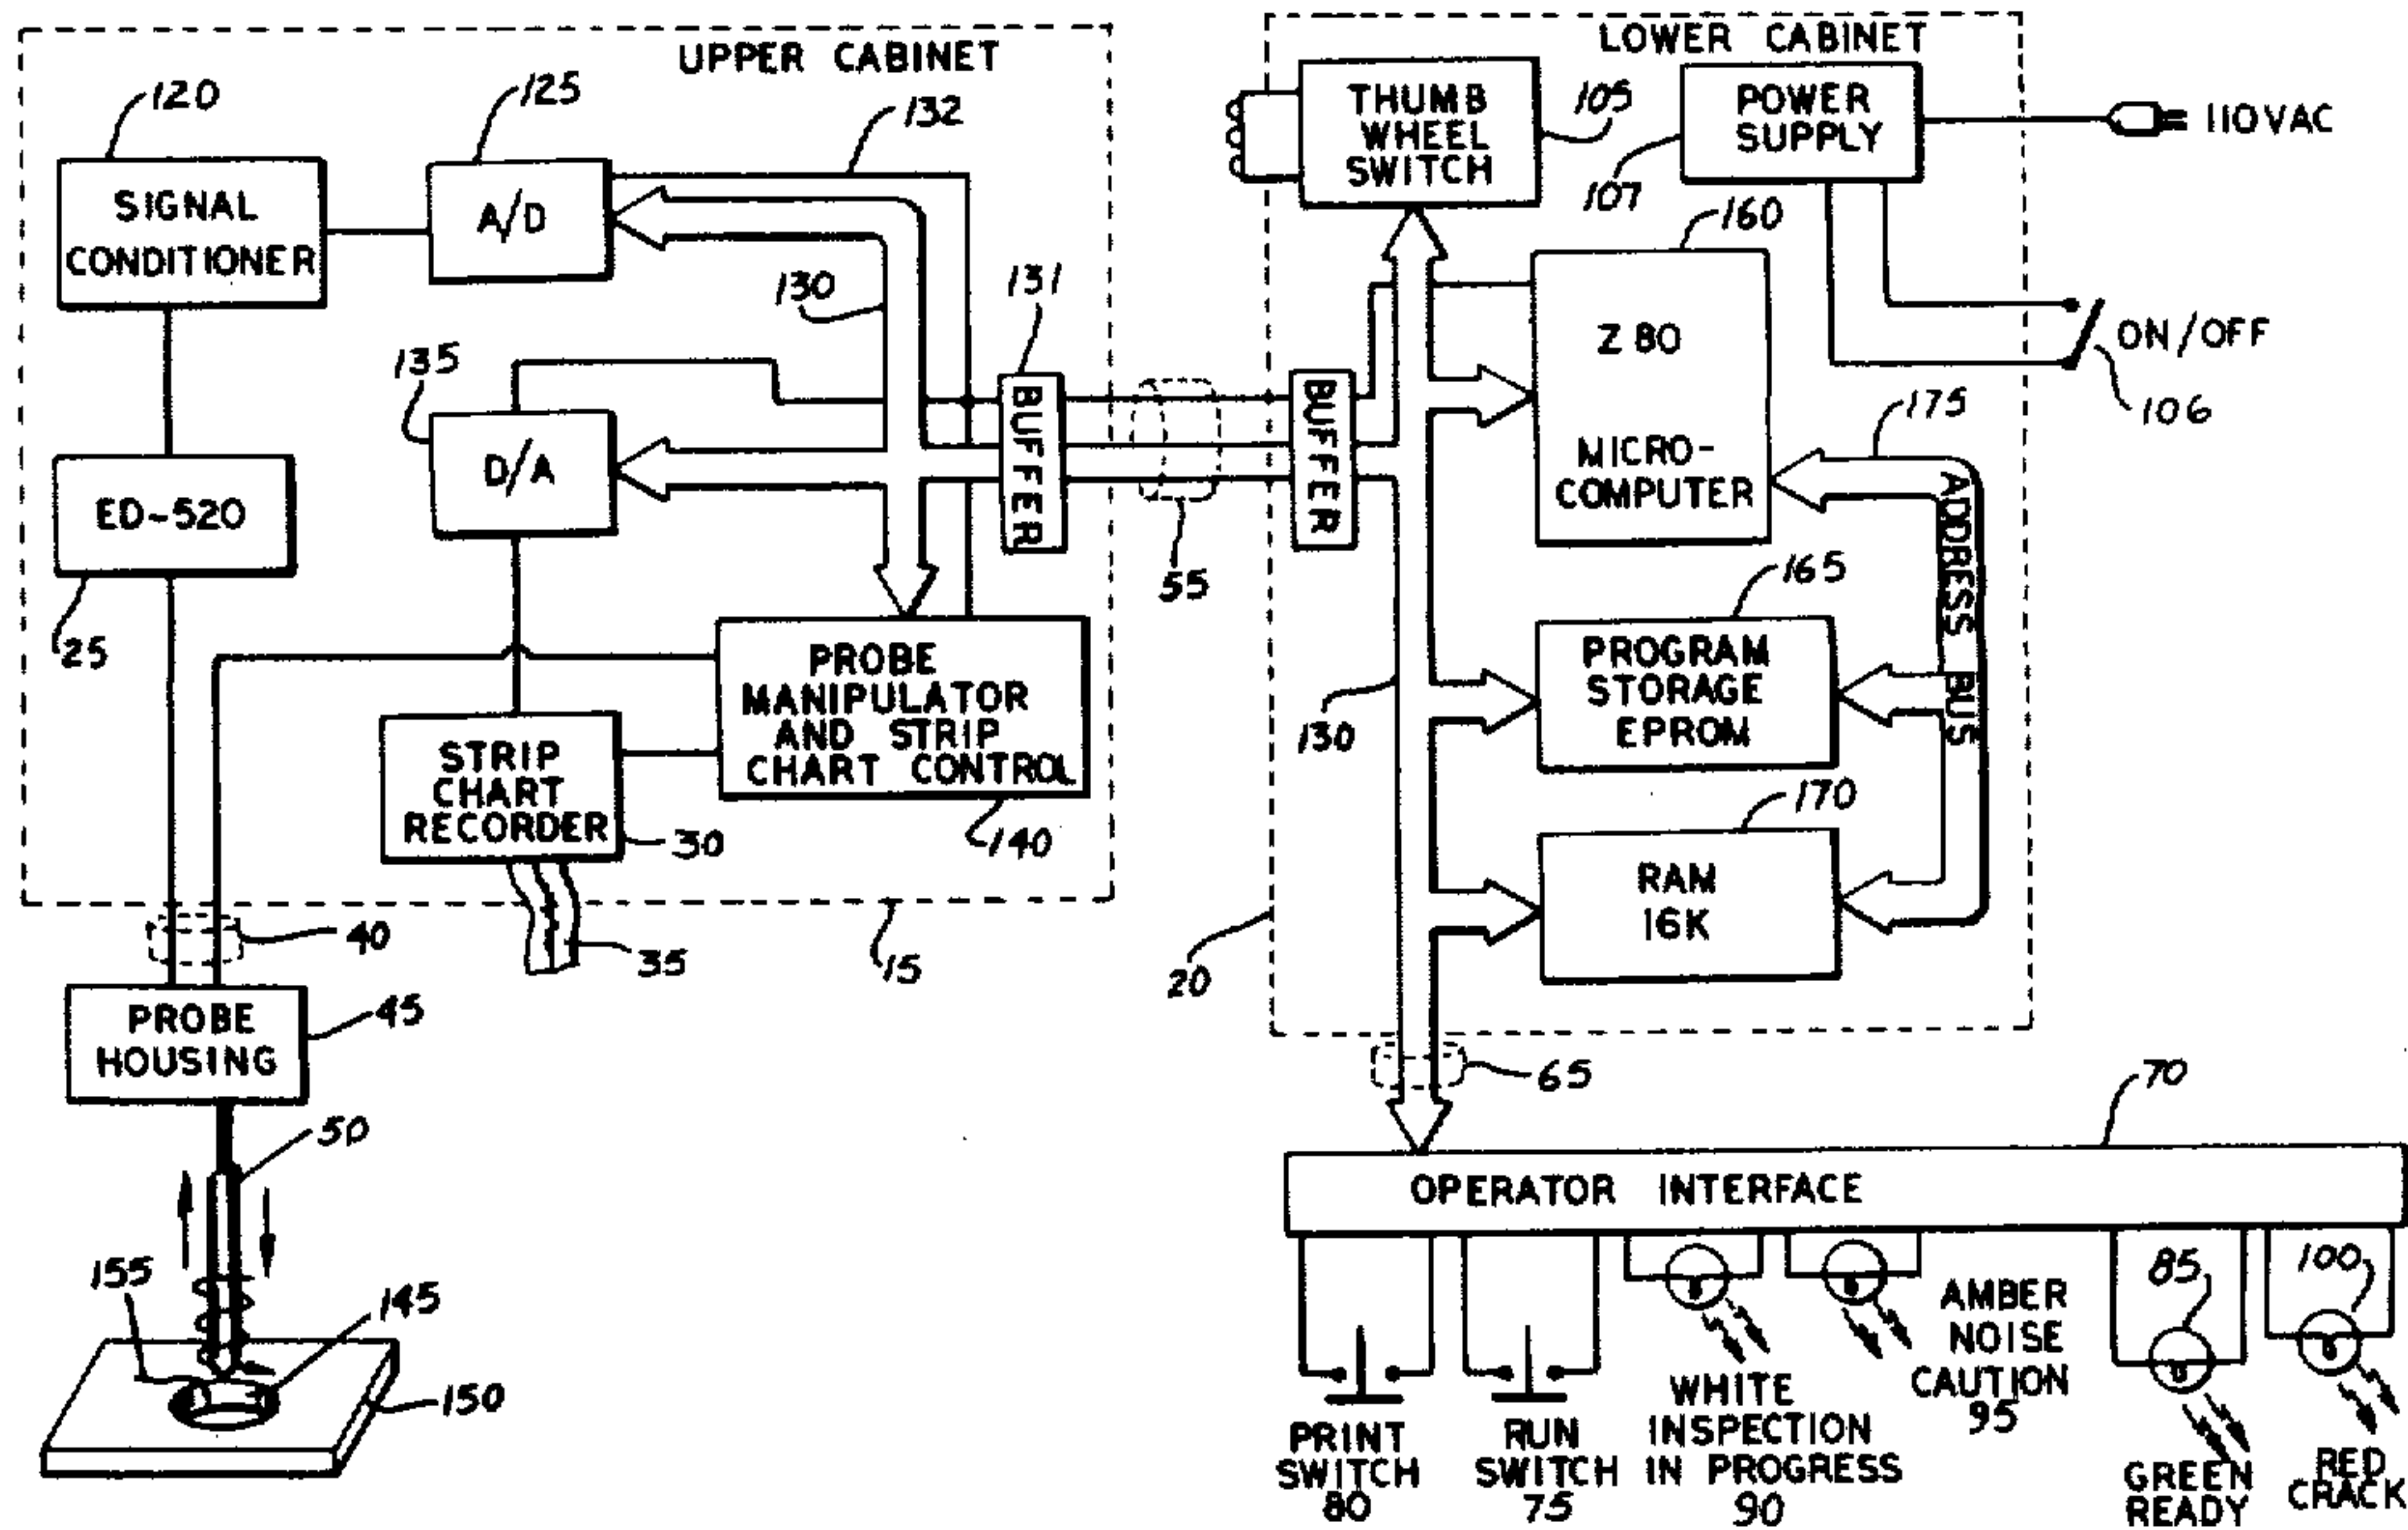 UPPER CABINET
120
125
132
SIGNAL
CONDITIONER
A/D
130
131
135
D/A
BUFFER
ED-520
25
55
PROBE
MANIPULATOR
AND STRIP
CHART CONTROL
STRIP
CHART
RECORDER
30
140
40
35
15
PROBE
HOUSING
45
50
155
145
150
LOWER CABINET
THUMB
WHEEL
SWITCH
105
POWER
SUPPLY
110VAC
107
160
Z80
MICRO-
COMPUTER
ON/OFF
106
BUFFER
175
ADDRESS BUS
165
PROGRAM
STORAGE
EPROM
130
170
RAM
16K
20
65
70
OPERATOR INTERFACE
85
100
PRINT
SWITCH
80
RUN
SWITCH
75
WHITE
INSPECTION
IN PROGRESS
90
AMBER
NOISE
CAUTION
95
GREEN
READY
RED
CRACK